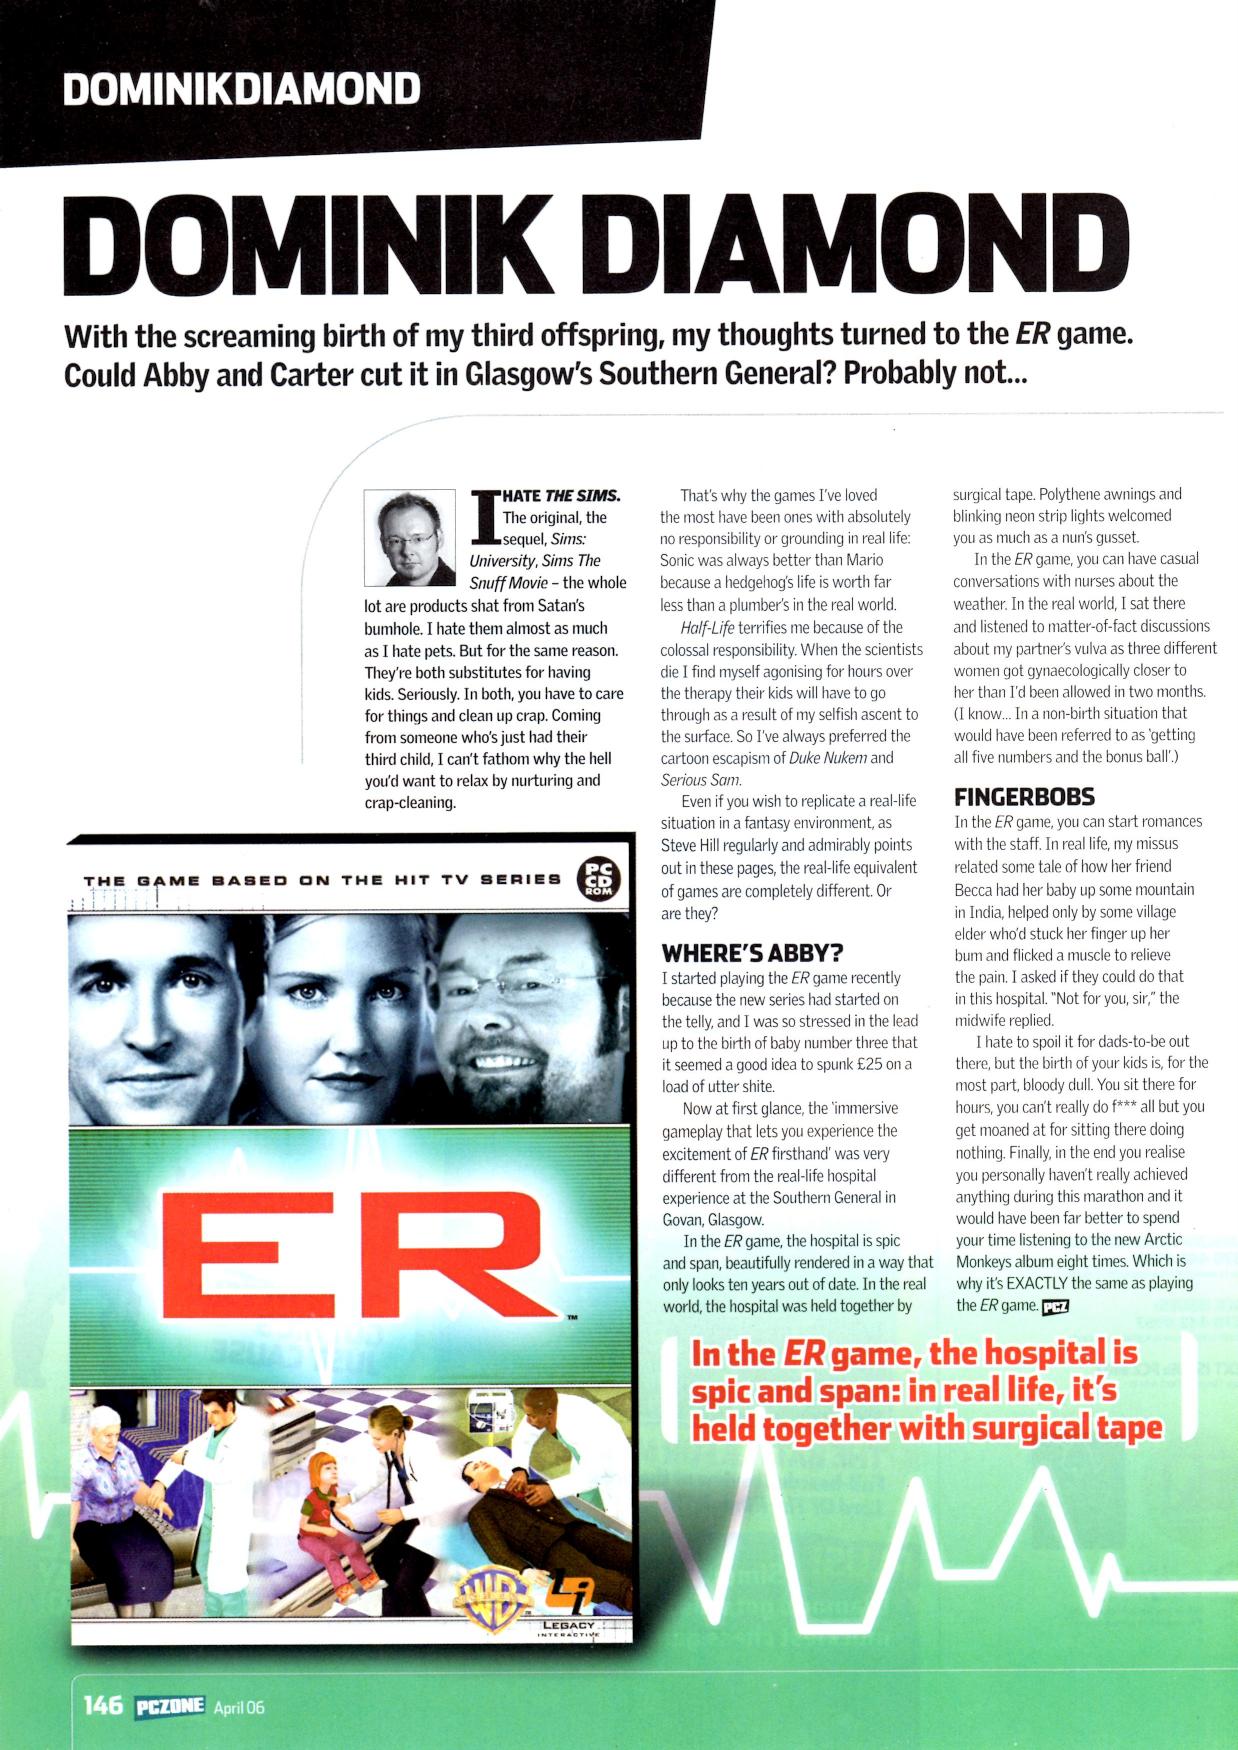 DOMINIKDIAMOND
DOMINIK DIAMOND
With the screaming birth of my third offspring, my thoughts turned to the ER game.
Could Abby and Carter cut it in Glasgow's Southern General? Probably not...
I HATE THE SIMS.
The original, the
sequel, Sims:
University, Sims The
Snuff Movie – the whole
lot are products shat from Satan's
bumhole. I hate them almost as much
as I hate pets. But for the same reason.
They're both substitutes for having
kids. Seriously. In both, you have to care
for things and clean up crap. Coming
from someone who's just had their
third child, I can't fathom why the hell
you'd want to relax by nurturing and
crap-cleaning.
That's why the games I've loved
the most have been ones with absolutely
no responsibility or grounding in real life:
Sonic was always better than Mario
because a hedgehog's life is worth far
less than a plumber's in the real world.
Half-Life terrifies me because of the
colossal responsibility. When the scientists
die I find myself agonising for hours over
the therapy their kids will have to go
through as a result of my selfish ascent to
the surface. So I've always preferred the
cartoon escapism of Duke Nukem and
Serious Sam.
Even if you wish to replicate a real-life
situation in a fantasy environment, as
Steve Hill regularly and admirably points
out in these pages, the real-life equivalent
of games are completely different. Or
are they?
WHERE'S ABBY?
I started playing the ER game recently
because the new series had started on
the telly, and I was so stressed in the lead
up to the birth of baby number three that
it seemed a good idea to spunk £25 on a
load of utter shite.
Now at first glance, the 'immersive
gameplay that lets you experience the
excitement of ER firsthand' was very
different from the real-life hospital
experience at the Southern General in
Govan, Glasgow.
In the ER game, the hospital is spic
and span, beautifully rendered in a way that
only looks ten years out of date. In the real
world, the hospital was held together by
surgical tape. Polythene awnings and
blinking neon strip lights welcomed
you as much as a nun's gusset.
In the ER game, you can have casual
conversations with nurses about the
weather. In the real world, I sat there
and listened to matter-of-fact discussions
about my partner's vulva as three different
women got gynaecologically closer to
her than I'd been allowed in two months.
(I know... In a non-birth situation that
would have been referred to as 'getting
all five numbers and the bonus ball'.)
FINGERBOBS
In the ER game, you can start romances
with the staff. In real life, my missus
related some tale of how her friend
Becca had her baby up some mountain
in India, helped only by some village
elder who'd stuck her finger up her
bum and flicked a muscle to relieve
the pain. I asked if they could do that
in this hospital. "Not for you, sir," the
midwife replied.
I hate to spoil it for dads-to-be out
there, but the birth of your kids is, for the
most part, bloody dull. You sit there for
hours, you can't really do f*** all but you
get moaned at for sitting there doing
nothing. Finally, in the end you realise
you personally haven't really achieved
anything during this marathon and it
would have been far better to spend
your time listening to the new Arctic
Monkeys album eight times. Which is
why it's EXACTLY the same as playing
the ER game. PCZ
In the ER game, the hospital is
spic and span: in real life, it's
held together with surgical tape
THE GAME BASED ON THE HIT TV SERIES
PC
CD
ROM
ER
TM
WB
LEGACY
INTERACTIVE
146 PCZONE April 06